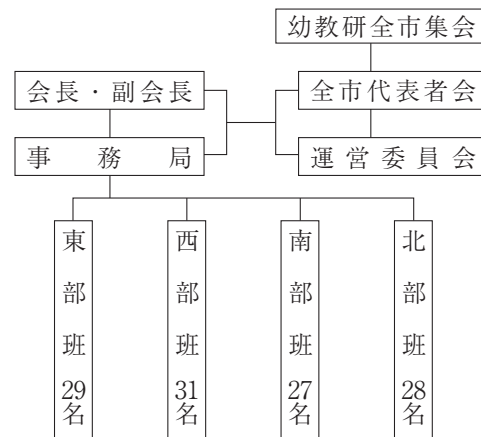 幼教研全市集会
会長・副会長
全市代表者会
事務局
運営委員会
東部班29名
西部班31名
南部班27名
北部班28名